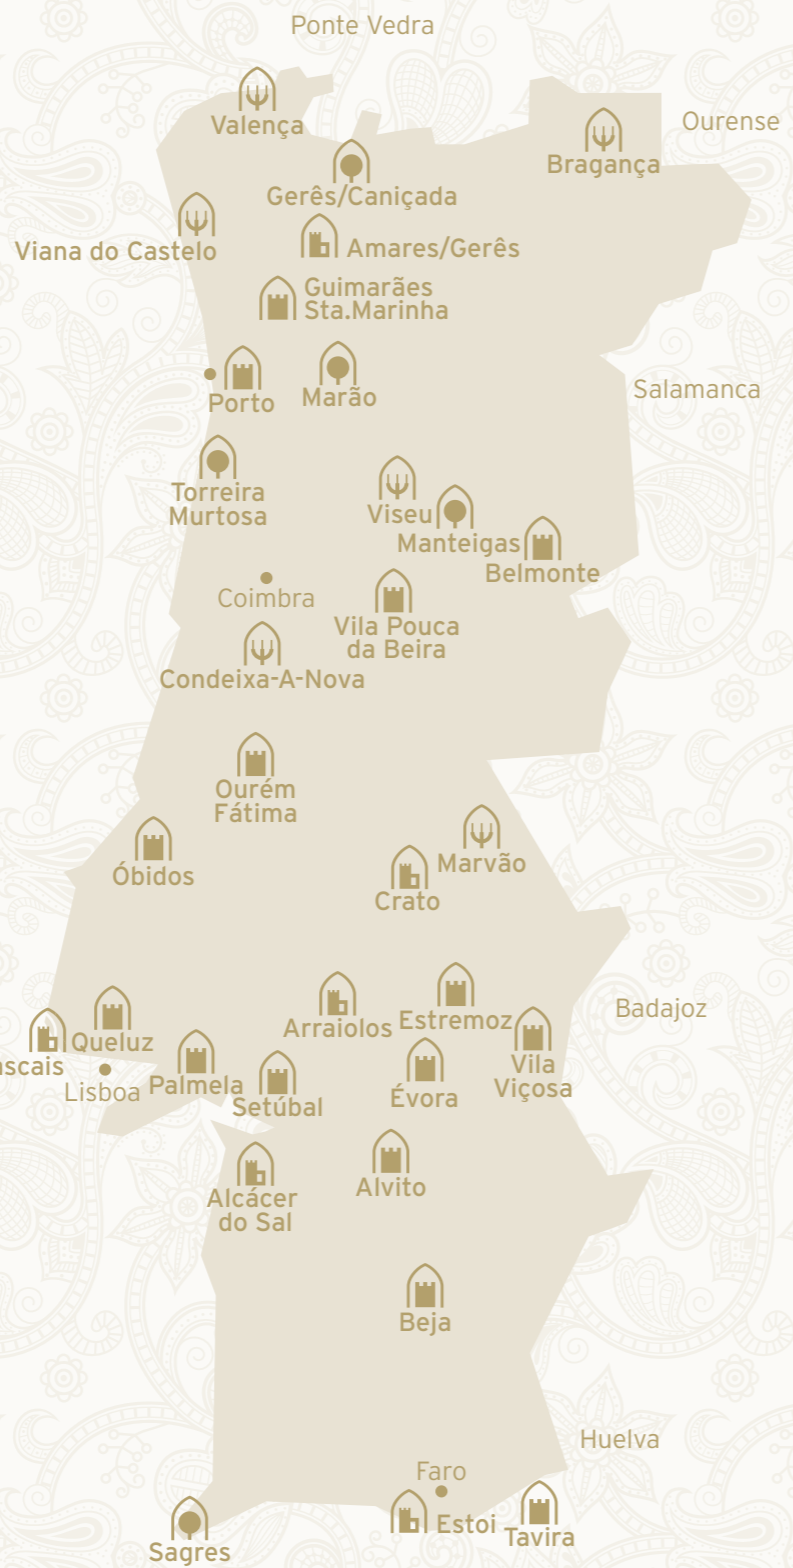 Ponte Vedra
Valença
Ourense
Bragança
Gerês/Caniçada
Viana do Castelo
Amares/Gerês
Guimarães
Sta.Marinha
Salamanca
Porto
Marão
Torreira
Murtosa
Viseu
Manteigas
Belmonte
Coimbra
Vila Pouca
da Beira
Condeixa-A-Nova
Ourém
Fátima
Óbidos
Marvão
Crato
Badajoz
Arraiolos
Estremoz
Queluz
ascais
Lisboa
Palmela
Setúbal
Évora
Vila
Viçosa
Alcácer
do Sal
Alvito
Beja
Huelva
Faro
Estoi
Tavira
Sagres